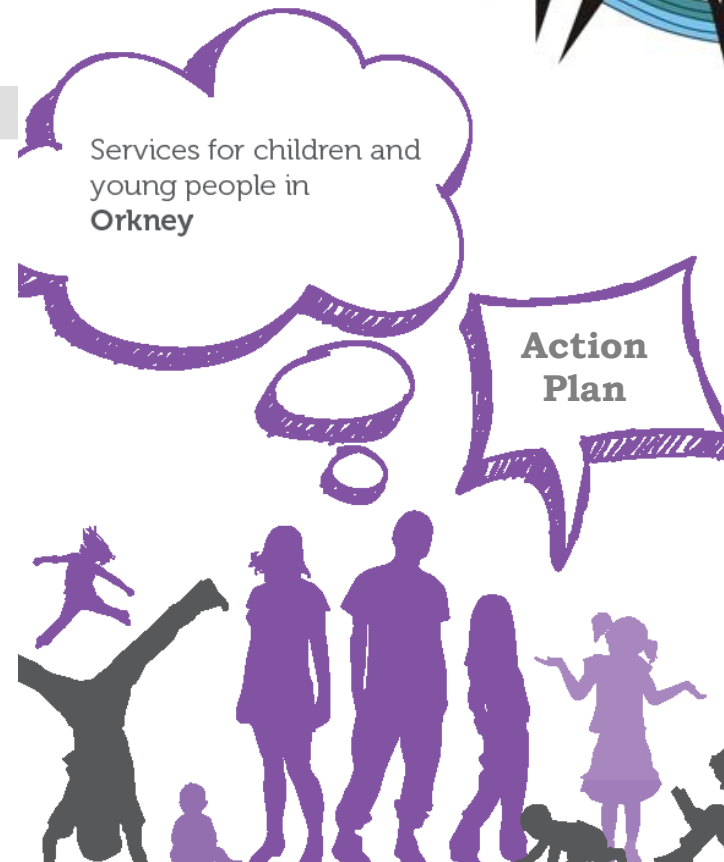 Services for children and
young people in
Orkney
Action
Plan